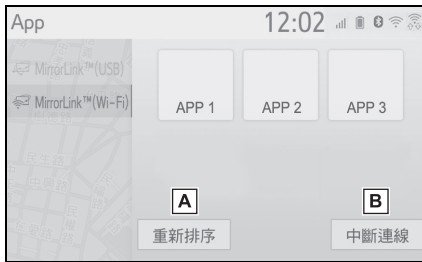 App 12:02
MirrorLink™(USB)
MirrorLink™(Wi-Fi)
APP 1 APP 2 APP 3
A B
重新排序 中斷連線